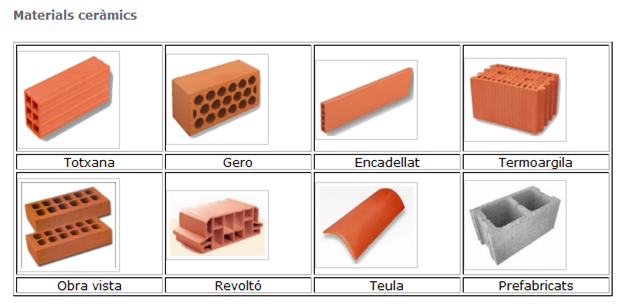 Materials ceràmics
Totxana Gero Encadellat Termoargila
Obra vista Revoltó Teula Prefabricats